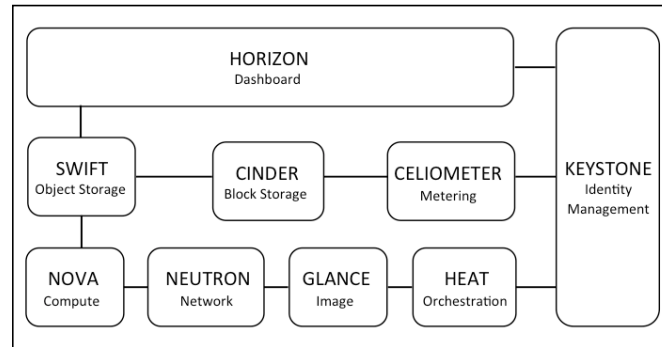 HORIZON
Dashboard
SWIFT
Object Storage
CINDER
Block Storage
CELIOMETER
Metering
KEYSTONE
Identity
Management
NOVA
Compute
NEUTRON
Network
GLANCE
Image
HEAT
Orchestration